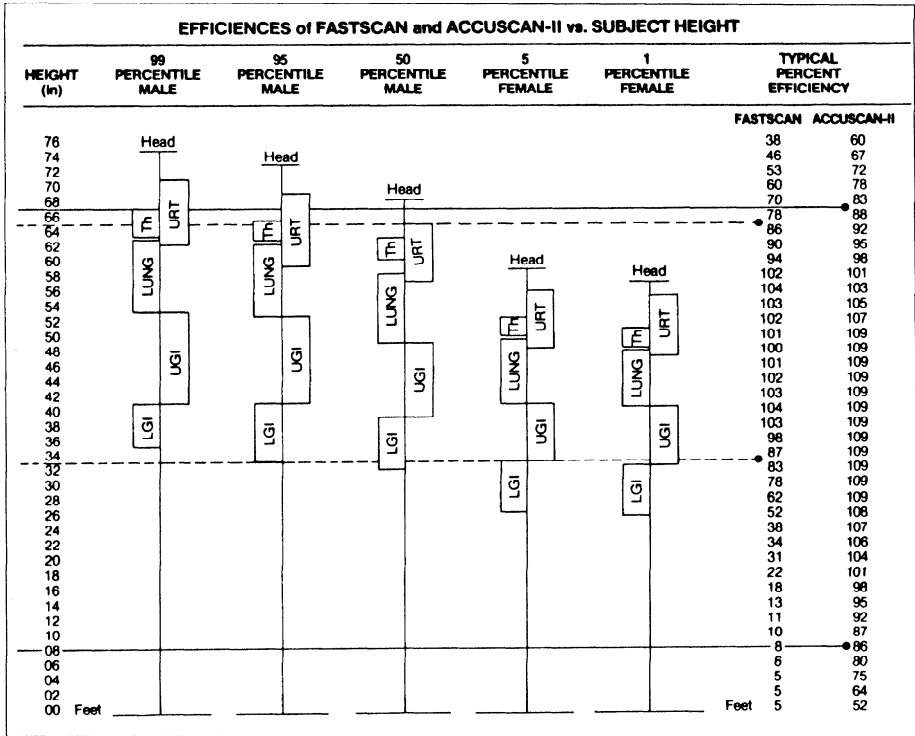 EFFICIENCES of FASTSCAN and ACCUSCAN-II vs. SUBJECT HEIGHT
HEIGHT (in) 99 PERCENTILE MALE 95 PERCENTILE MALE 50 PERCENTILE MALE 5 PERCENTILE FEMALE 1 PERCENTILE FEMALE TYPICAL PERCENT EFFICIENCY
FASTSCAN ACCUSCAN-II
76 Head 38 60
74 Head 46 67
72 53 72
70 Head 60 78
68 70 83
66 Th URT Th URT 78 88
64 86 92
62 Th URT 90 95
60 Head 94 98
58 LUNG LUNG Head 102 101
56 104 103
54 LUNG URT URT 103 105
52 Th 102 107
50 Th 101 109
48 100 109
46 UGI UGI LUNG LUNG 101 109
44 UGI 102 109
42 103 109
40 104 109
38 LGI LGI UGI UGI 103 109
36 98 109
34 LGI 87 109
32 83 109
30 LGI LGI 78 109
28 62 109
26 52 108
24 38 107
22 34 106
20 31 104
18 22 101
16 18 98
14 13 95
12 11 92
10 10 87
08 8 86
06 6 80
04 5 75
02 5 64
00 Feet Feet 5 52